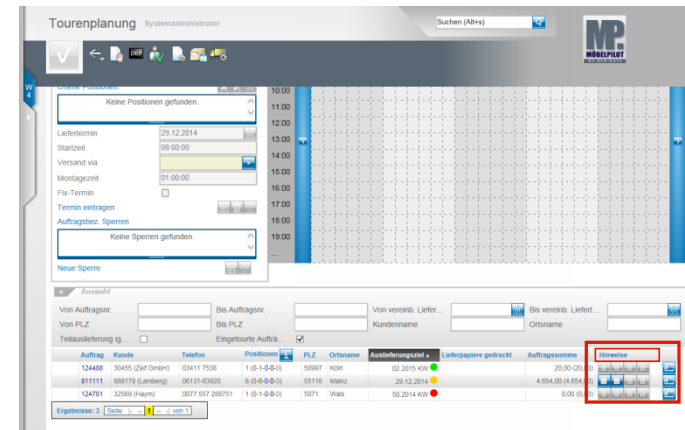 Tourenplanung Systemadministrator
Suchen (Alt+s)
MP
MÖBELPILOT
DEF
W
4
Offene Positionen:
Keine Positionen gefunden.
Liefertermin 29.12.2014
Startzeit 08:00:00
Versand via
Montagezeit 01:00:00
Fix-Termin
Termin eintragen
Auftragsbez. Sperren
Keine Sperren gefunden.
Neue Sperre
10:00
11:00
12:00
13:00
14:00
15:00
16:00
17:00
18:00
19:00
...
Auswahl
Von Auftragsnr. Bis Auftragsnr. Von vereinb. Liefer... Bis vereinb. Liefert...
Von PLZ Bis PLZ Kundenname Ortsname
Teilauslieferung ig... Eingetourte Aufträ...
Auftrag Kunde Telefon Positionen PLZ Ortsname Auslieferungsziel Lieferpapiere gedruckt Auftragssumme Hinweise
124488 30455 (Zief GmbH) 03411 7538 1 (0-1-0-0-0) 50997 Köln 02.2015 KW 20,00 (20,00)
811111 888179 (Lamberg) 06131-63920 6 (0-6-0-0-0) 55116 Mainz 29.12.2014 4.654,00 (4.654,00)
124781 32569 (Haym) 0077 557 288751 1 (0-1-0-0-0) 5071 Wals 50.2014 KW 0,00 (0,00)
Ergebnisse: 3 Seite: 1 von 1